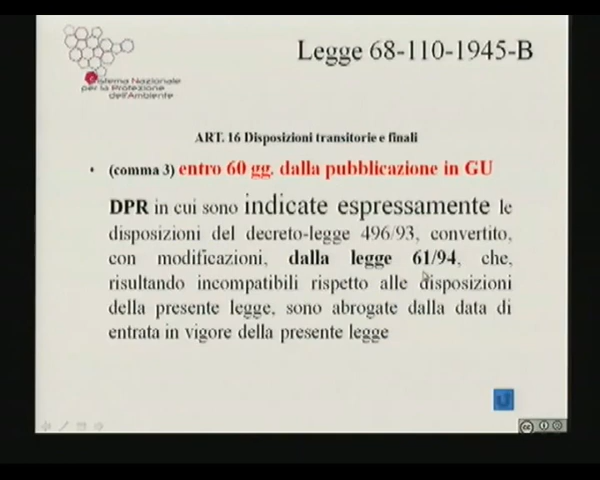 Legge 68-110-1945-B
Sistema Nazionale
per la Protezione
dell'Ambiente
ART. 16 Disposizioni transitorie e finali
• (comma 3) entro 60 gg. dalla pubblicazione in GU
DPR in cui sono indicate espressamente le
disposizioni del decreto-legge 496/93, convertito,
con modificazioni, dalla legge 61/94, che,
risultando incompatibili rispetto alle disposizioni
della presente legge, sono abrogate dalla data di
entrata in vigore della presente legge
cc